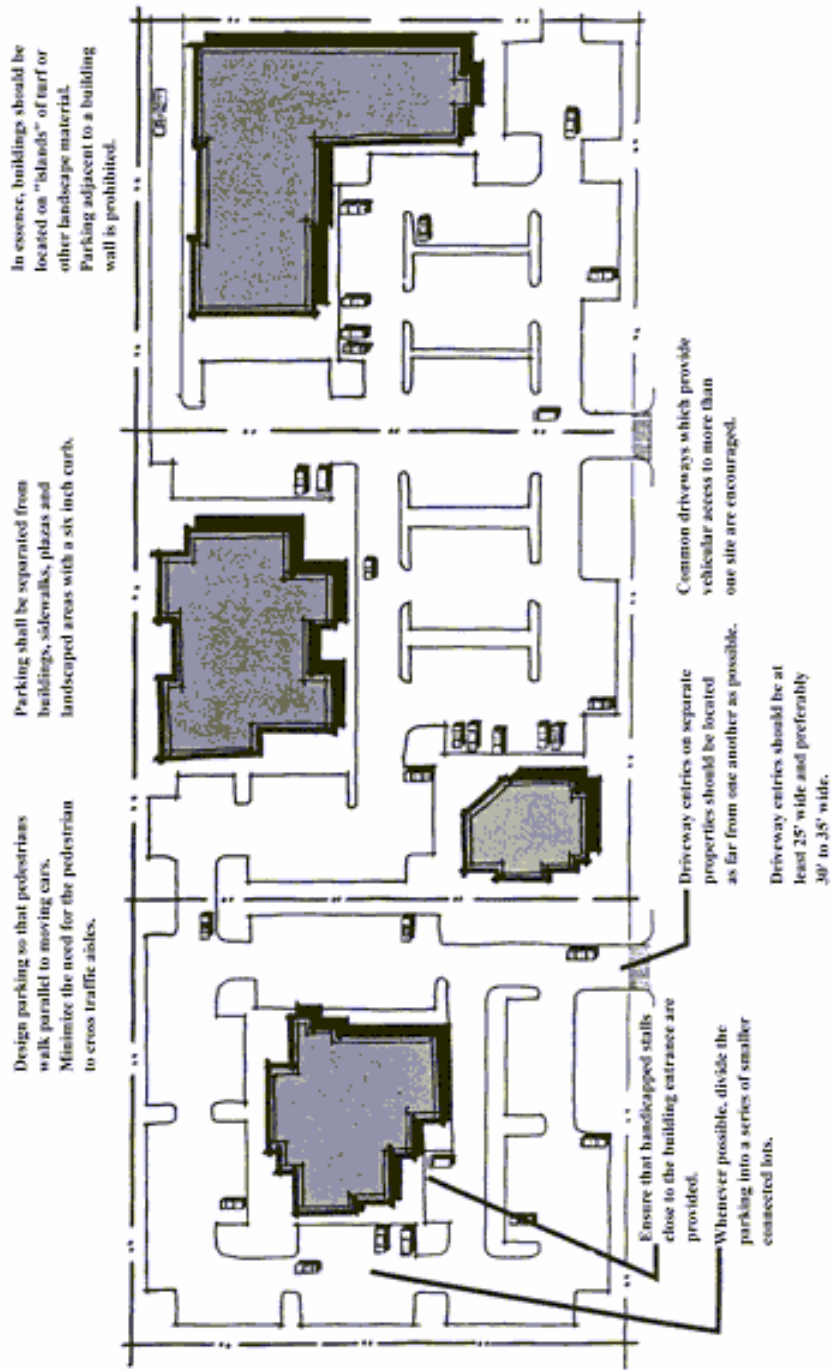 Design parking so that pedestrians
walk parallel to moving cars.
Minimize the need for the pedestrian
to cross traffic aisles.
Parking shall be separated from
buildings, sidewalks, plazas and
landscaped areas with a six inch curb.
In essence, buildings should be
located on "islands" of turf or
other landscape material.
Parking adjacent to a building
wall is prohibited.
Ensure that handicapped stalls
close to the building entrance are
provided.
Whenever possible, divide the
parking into a series of smaller
connected lots.
Driveway entries on separate
properties should be located
as far from one another as possible.
Driveway entries should be at
least 25' wide and preferably
30' to 35' wide.
Common driveways which provide
vehicular access to more than
one site are encouraged.